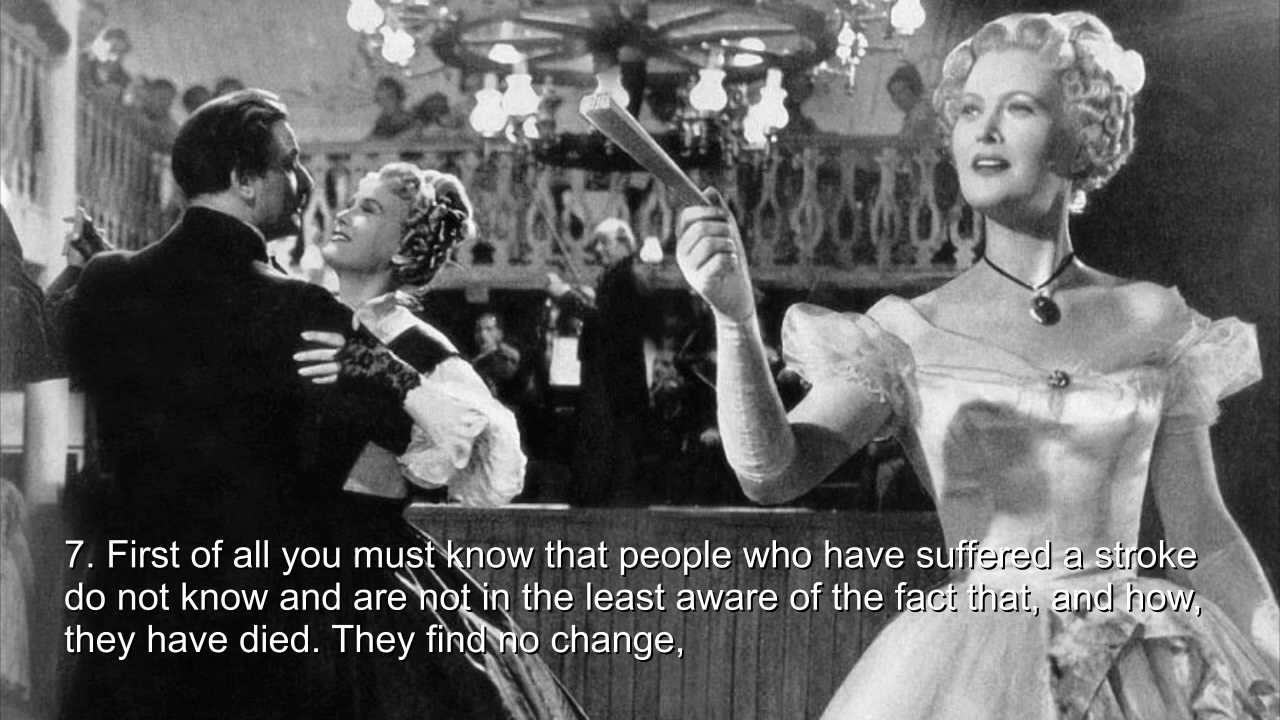 7. First of all you must know that people who have suffered a stroke
do not know and are not in the least aware of the fact that, and how,
they have died. They find no change,